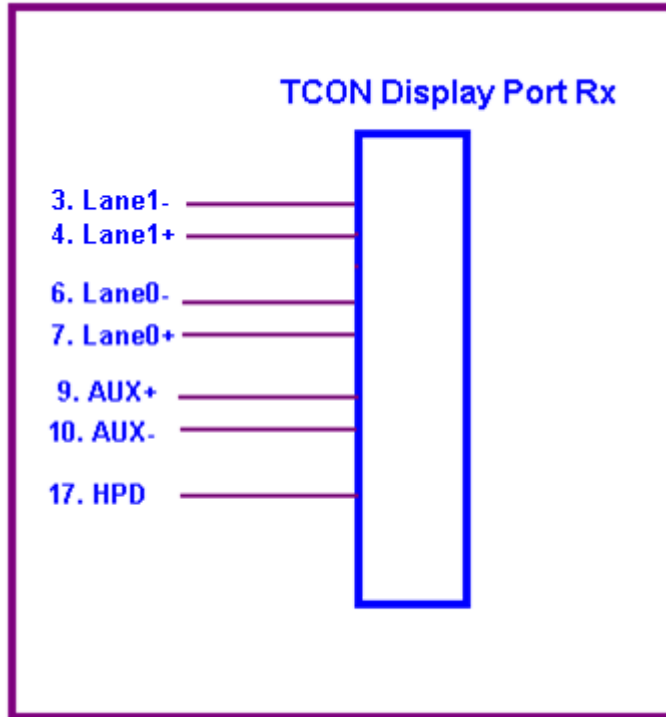 TCON Display Port Rx
3. Lane1-
4. Lane1+
6. Lane0-
7. Lane0+
9. AUX+
10. AUX-
17. HPD